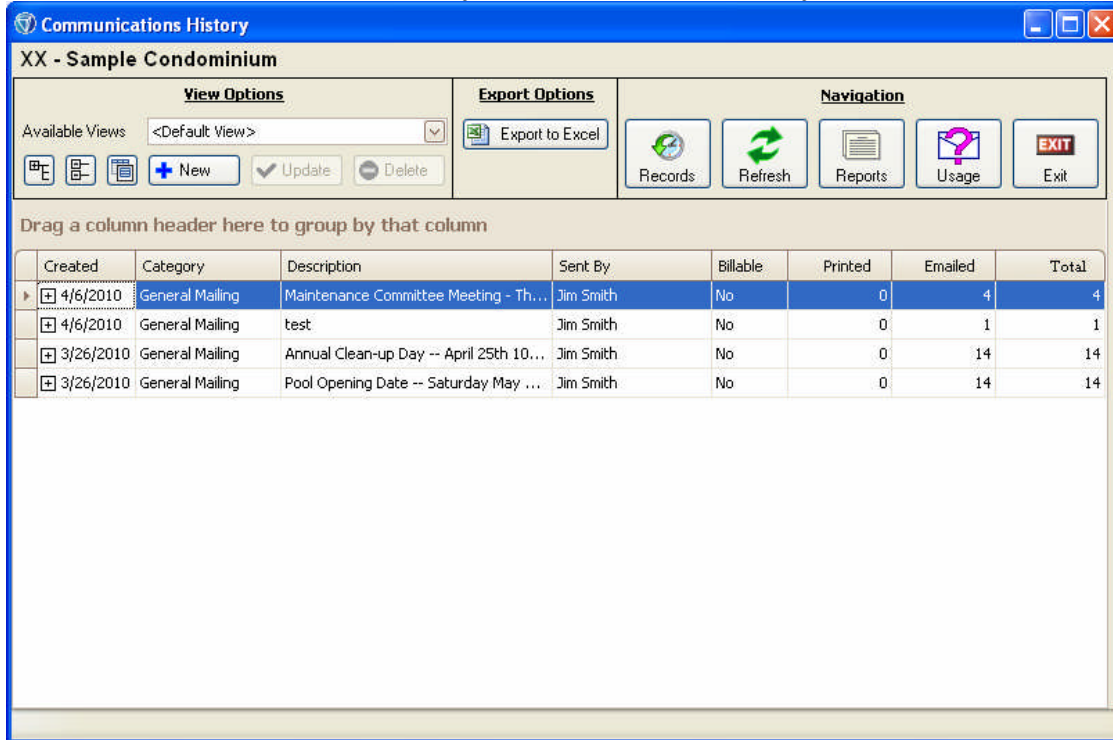 Communications History
XX - Sample Condominium
View Options
Export Options
Navigation
Available Views <Default View>
Export to Excel
New Update Delete
Records Refresh Reports Usage EXIT Exit
Drag a column header here to group by that column
Created Category Description Sent By Billable Printed Emailed Total
4/6/2010 General Mailing Maintenance Committee Meeting - Th... Jim Smith No 0 4 4
4/6/2010 General Mailing test Jim Smith No 0 1 1
3/26/2010 General Mailing Annual Clean-up Day -- April 25th 10... Jim Smith No 0 14 14
3/26/2010 General Mailing Pool Opening Date -- Saturday May ... Jim Smith No 0 14 14